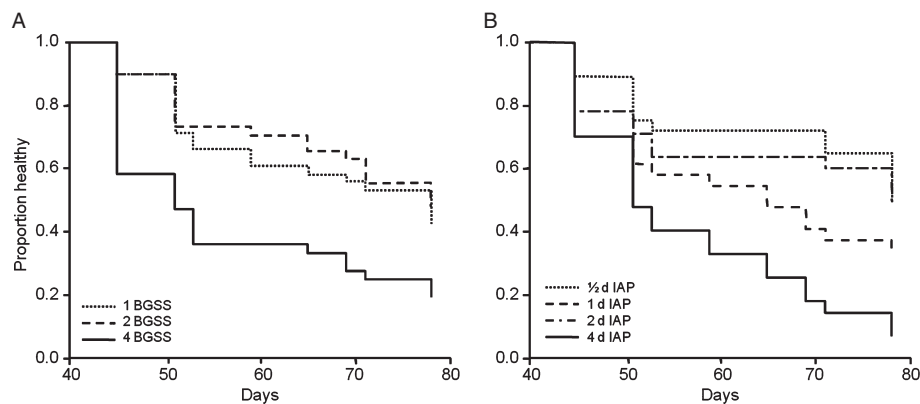 A
Proportion healthy
1.0
0.8
0.6
0.4
0.2
0.0
1 BGSS
2 BGSS
4 BGSS
40 50 60 70 80
Days
B
1.0
0.8
0.6
0.4
0.2
0.0
½ d IAP
1 d IAP
2 d IAP
4 d IAP
40 50 60 70 80
Days